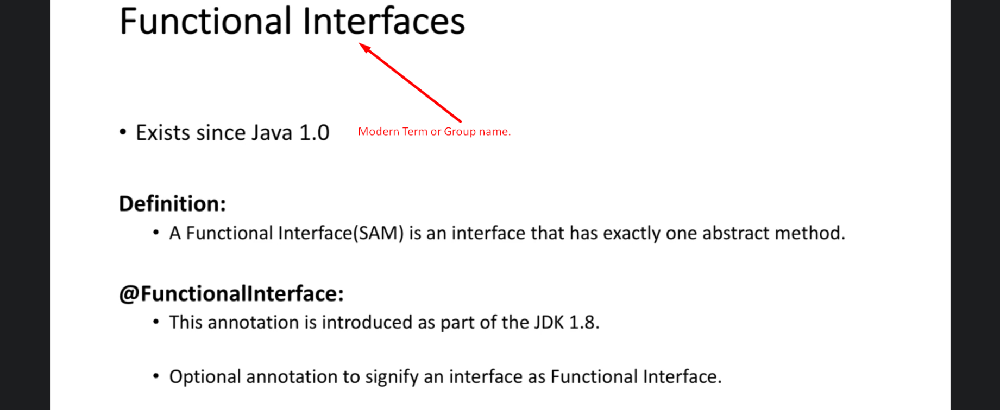 Functional Interfaces
• Exists since Java 1.0
Modern Term or Group name.
Definition:
• A Functional Interface(SAM) is an interface that has exactly one abstract method.
@FunctionalInterface:
• This annotation is introduced as part of the JDK 1.8.
• Optional annotation to signify an interface as Functional Interface.